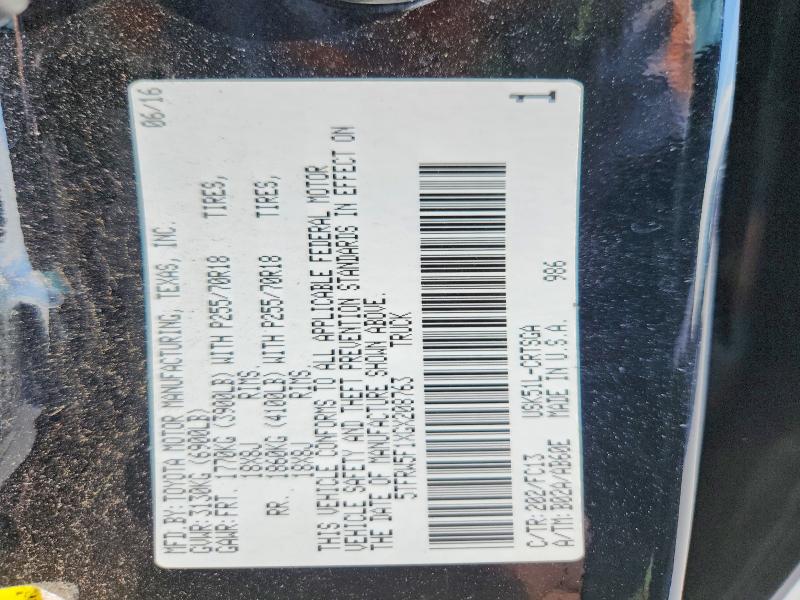 MFD.BY:TOYOTA MOTOR MANUFACTURING, TEXAS, INC. 06/16
GVWR: 3130KG (6900LB)
GAWR:FRT. 1770KG (3900LB) WITH P255/70R18 TIRES,
18X8J RIMS,
RR. 1860KG (4100LB) WITH P255/70R18 TIRES,
18X8J RIMS.
THIS VEHICLE CONFORMS TO ALL APPLICABLE FEDERAL MOTOR
VEHICLE SAFETY AND THEFT PREVENTION STANDARDS IN EFFECT ON
THE DATE OF MANUFACTURE SHOWN ABOVE.
TRUCK
C/TR:202/FC13 USK51L-CRTSGA 986
A/TM:B02A/AB60E MADE IN U.S.A.
1